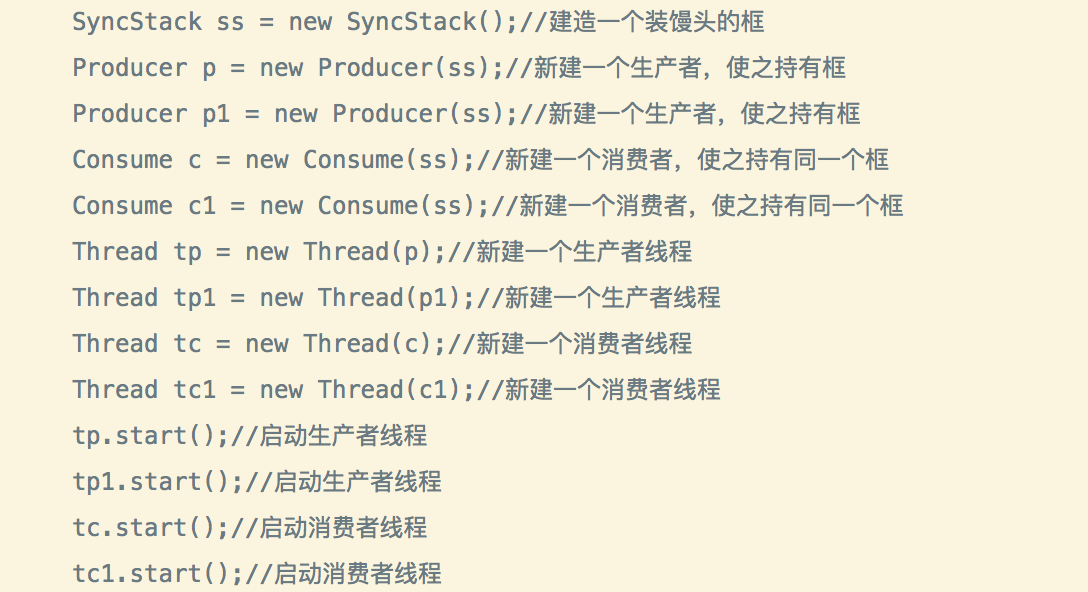 SyncStack ss = new SyncStack();//建造一个装馒头的框
Producer p = new Producer(ss);//新建一个生产者，使之持有框
Producer p1 = new Producer(ss);//新建一个生产者，使之持有框
Consume c = new Consume(ss);//新建一个消费者，使之持有同一个框
Consume c1 = new Consume(ss);//新建一个消费者，使之持有同一个框
Thread tp = new Thread(p);//新建一个生产者线程
Thread tp1 = new Thread(p1);//新建一个生产者线程
Thread tc = new Thread(c);//新建一个消费者线程
Thread tc1 = new Thread(c1);//新建一个消费者线程
tp.start();//启动生产者线程
tp1.start();//启动生产者线程
tc.start();//启动消费者线程
tc1.start();//启动消费者线程